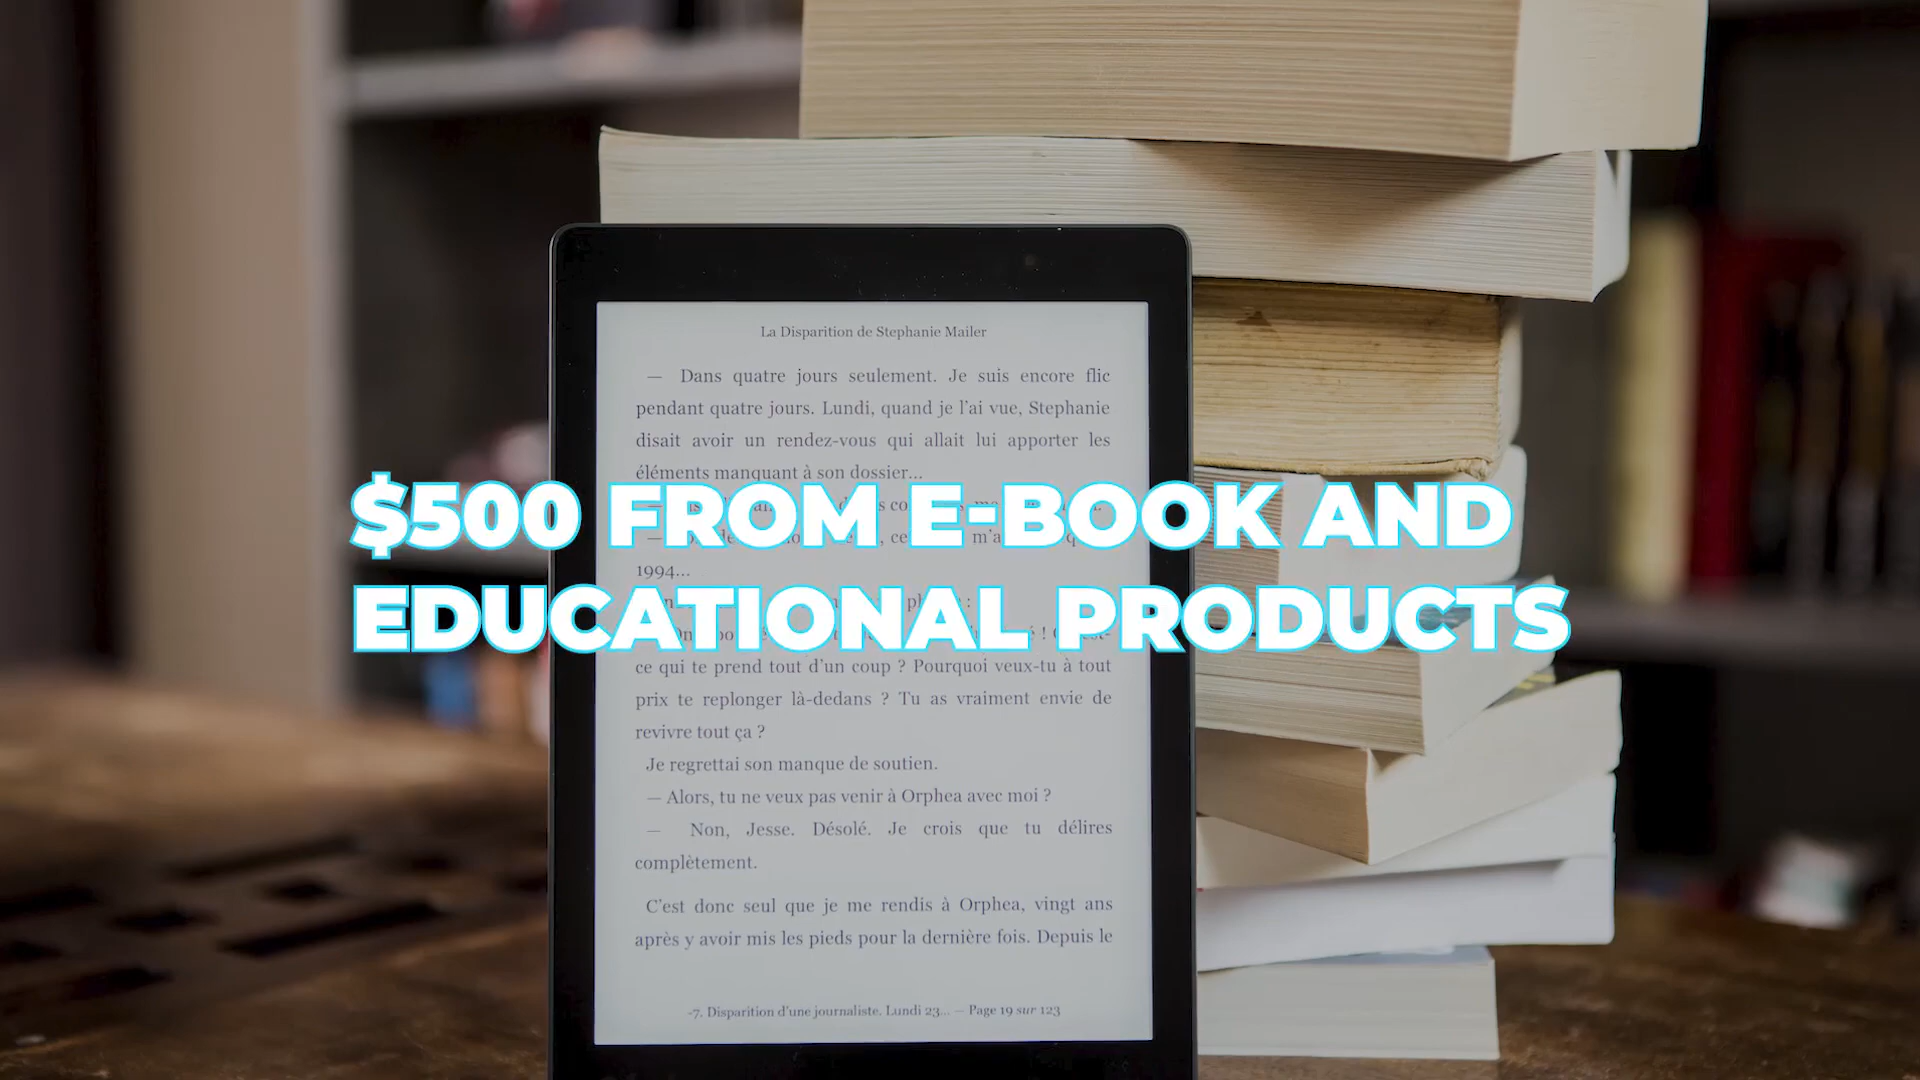 La Disparition de Stephanie Mailer
— Dans quatre jours seulement. Je suis encore flic
pendant quatre jours. Lundi, quand je l'ai vue, Stephanie
disait avoir un rendez-vous qui allait lui apporter les
éléments manquant à son dossier...
$500 FROM E-BOOK AND
1994...
EDUCATIONAL PRODUCTS
ce qui te prend tout d'un coup ? Pourquoi veux-tu à tout
prix te replonger là-dedans ? Tu as vraiment envie de
revivre tout ça ?
Je regrettai son manque de soutien.
— Alors, tu ne veux pas venir à Orphea avec moi ?
— Non, Jesse. Désolé. Je crois que tu délires
complètement.
C'est donc seul que je me rendis à Orphea, vingt ans
après y avoir mis les pieds pour la dernière fois. Depuis le
-7. Disparition d'une journaliste. Lundi 23... — Page 19 sur 123